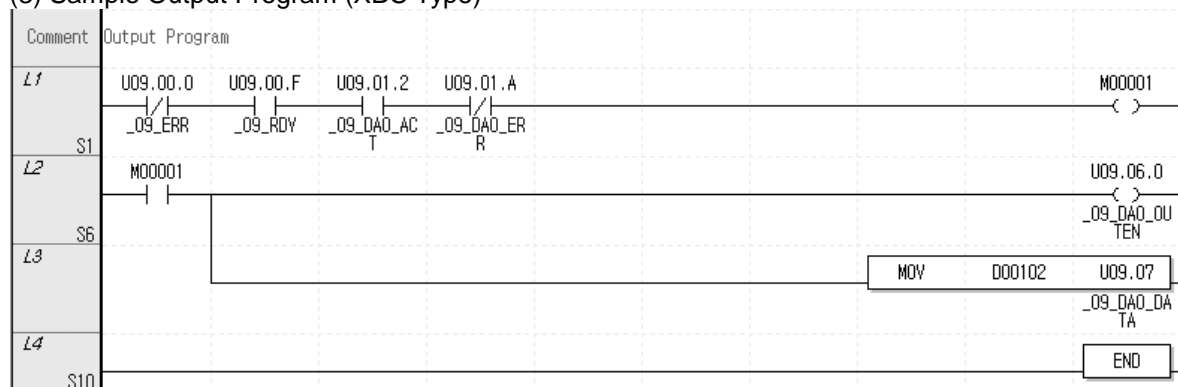 (3) Sample Output Program (XBC Type)
Comment Output Program
L1 U09.00.0 U09.00.F U09.01.2 U09.01.A M00001
_09_ERR _09_RDY _09_DA0_AC _09_DA0_ER
T R
S1
L2 M00001 U09.06.0
_09_DA0_OU
TEN
S6
L3
MOV D00102 U09.07
_09_DA0_DA
TA
L4
END
S10